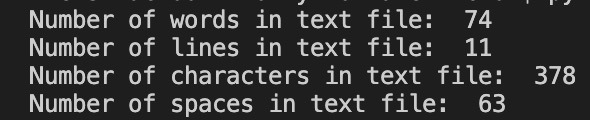 Number of words in text file:  74
Number of lines in text file:  11
Number of characters in text file:  378
Number of spaces in text file:  63